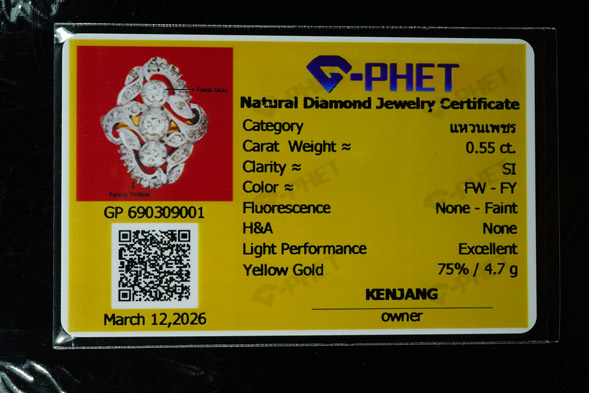 G-PHET
Natural Diamond Jewelry Certificate
Category แหวนเพชร
Carat Weight ≈ 0.55 ct.
Clarity ≈ SI
Color ≈ FW - FY
Fluorescence None - Faint
H&A None
Light Performance Excellent
Yellow Gold 75% / 4.7 g
KENJANG
owner
Fancy Yellow
GP 690309001
March 12,2026